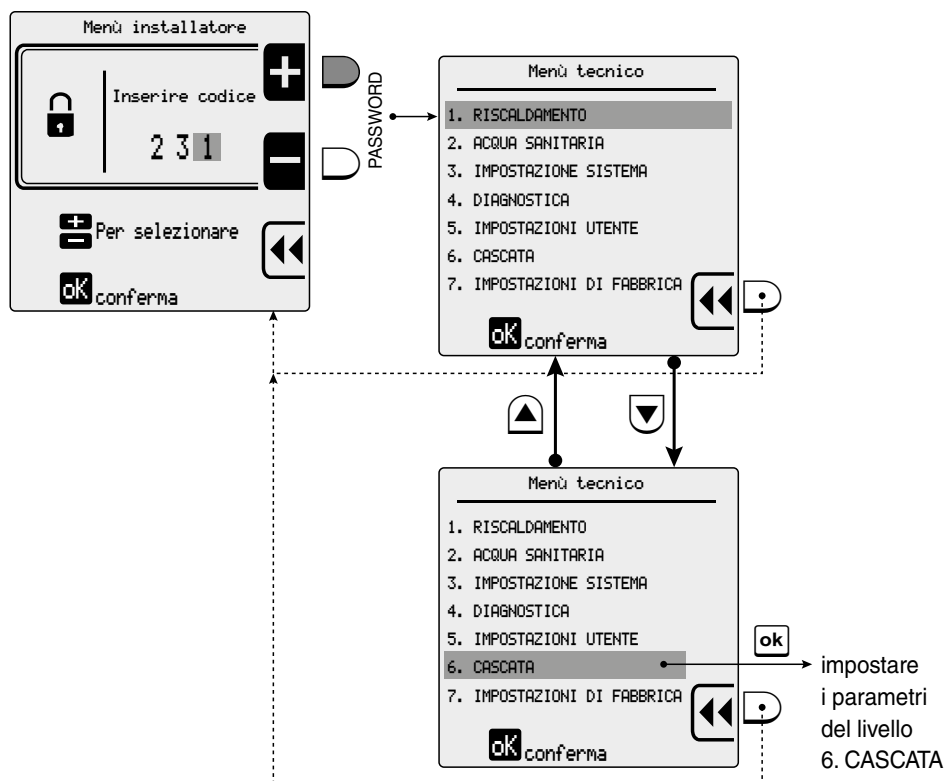 Menù installatore
Inserire codice
2 3 1
+
-
Per selezionare
oK conferma
PASSWORD
Menù tecnico
1. RISCALDAMENTO
2. ACQUA SANITARIA
3. IMPOSTAZIONE SISTEMA
4. DIAGNOSTICA
5. IMPOSTAZIONI UTENTE
6. CASCATA
7. IMPOSTAZIONI DI FABBRICA
oK conferma
Menù tecnico
1. RISCALDAMENTO
2. ACQUA SANITARIA
3. IMPOSTAZIONE SISTEMA
4. DIAGNOSTICA
5. IMPOSTAZIONI UTENTE
6. CASCATA
7. IMPOSTAZIONI DI FABBRICA
oK conferma
ok
impostare
i parametri
del livello
6. CASCATA